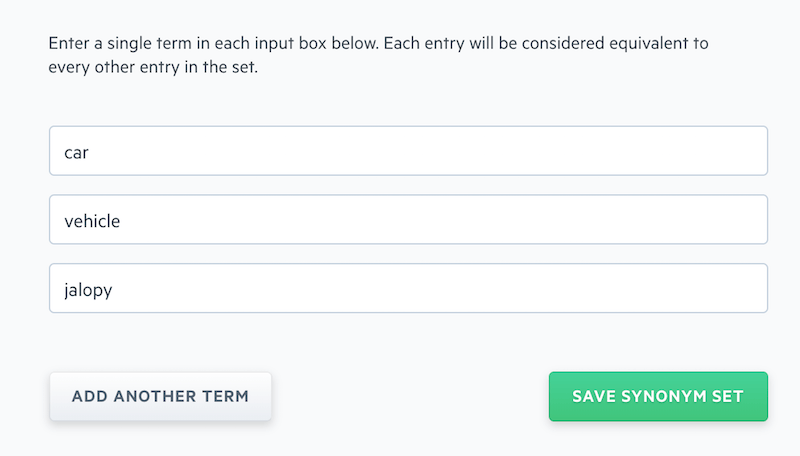 Enter a single term in each input box below. Each entry will be considered equivalent to
every other entry in the set.
car
vehicle
jalopy
ADD ANOTHER TERM
SAVE SYNONYM SET